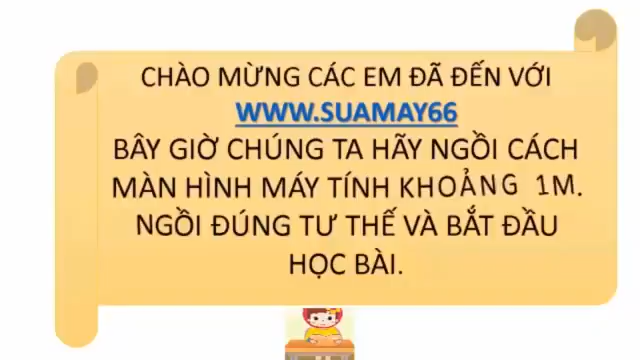 CHÀO MỪNG CÁC EM ĐÃ ĐẾN VỚI
WWW.SUAMAY66
BÂY GIỜ CHÚNG TA HÃY NGỒI CÁCH
MÀN HÌNH MÁY TÍNH KHOẢNG 1M.
NGỒI ĐÚNG TƯ THẾ VÀ BẮT ĐẦU
HỌC BÀI.